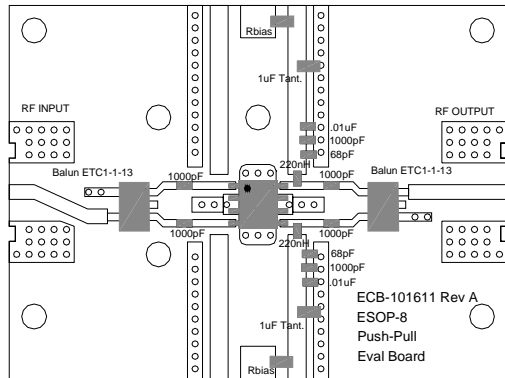 Rbias
1uF Tant.
RF INPUT
RF OUTPUT
.01uF
1000pF
68pF
220nH
Balun ETC1-1-13
1000pF
1000pF
Balun ETC1-1-13
1000pF
1000pF
220nH
68pF
1000pF
.01uF
1uF Tant.
Rbias
ECB-101611 Rev A
ESOP-8
Push-Pull
Eval Board